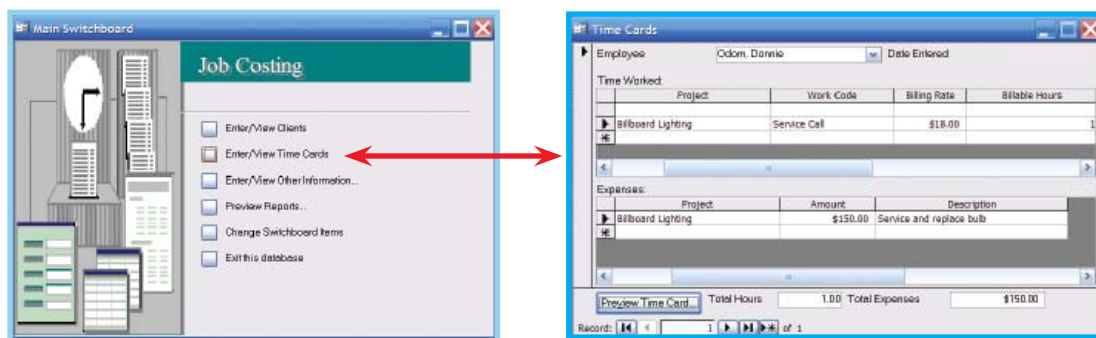 Main Switchboard
Job Costing
Enter/View Clients
Enter/View Time Cards
Enter/View Other Information...
Preview Reports...
Change Switchboard Items
Exit this database
Time Cards
Employee Odom, Donnie Date Entered
Time Worked:
Project Work Code Billing Rate Billable Hours
Billboard Lighting Service Call $18.00 1
Expenses:
Project Amount Description
Billboard Lighting $150.00 Service and replace bulb
Preview Time Card... Total Hours 1.00 Total Expenses $150.00
Record: 1 of 1